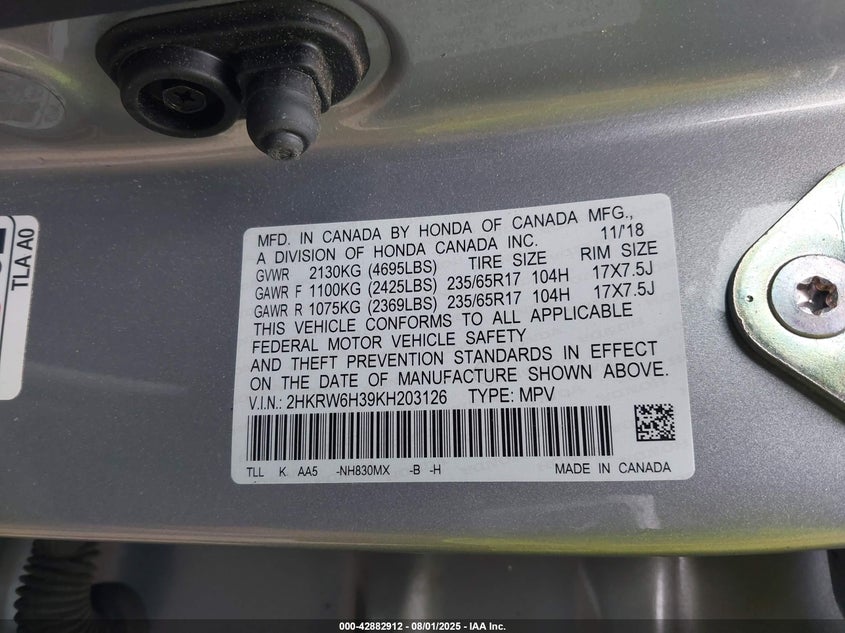 TLA A0
MFD. IN CANADA BY HONDA OF CANADA MFG.,
A DIVISION OF HONDA CANADA INC. 11/18
GVWR 2130KG (4695LBS) TIRE SIZE RIM SIZE
GAWR F 1100KG (2425LBS) 235/65R17 104H 17X7.5J
GAWR R 1075KG (2369LBS) 235/65R17 104H 17X7.5J
THIS VEHICLE CONFORMS TO ALL APPLICABLE
FEDERAL MOTOR VEHICLE SAFETY
AND THEFT PREVENTION STANDARDS IN EFFECT
ON THE DATE OF MANUFACTURE SHOWN ABOVE.
V.I.N.: 2HKRW6H39KH203126 TYPE: MPV
TLL K AA5 -NH830MX -B -H MADE IN CANADA
000-42882912 - 08/01/2025 - IAA Inc.